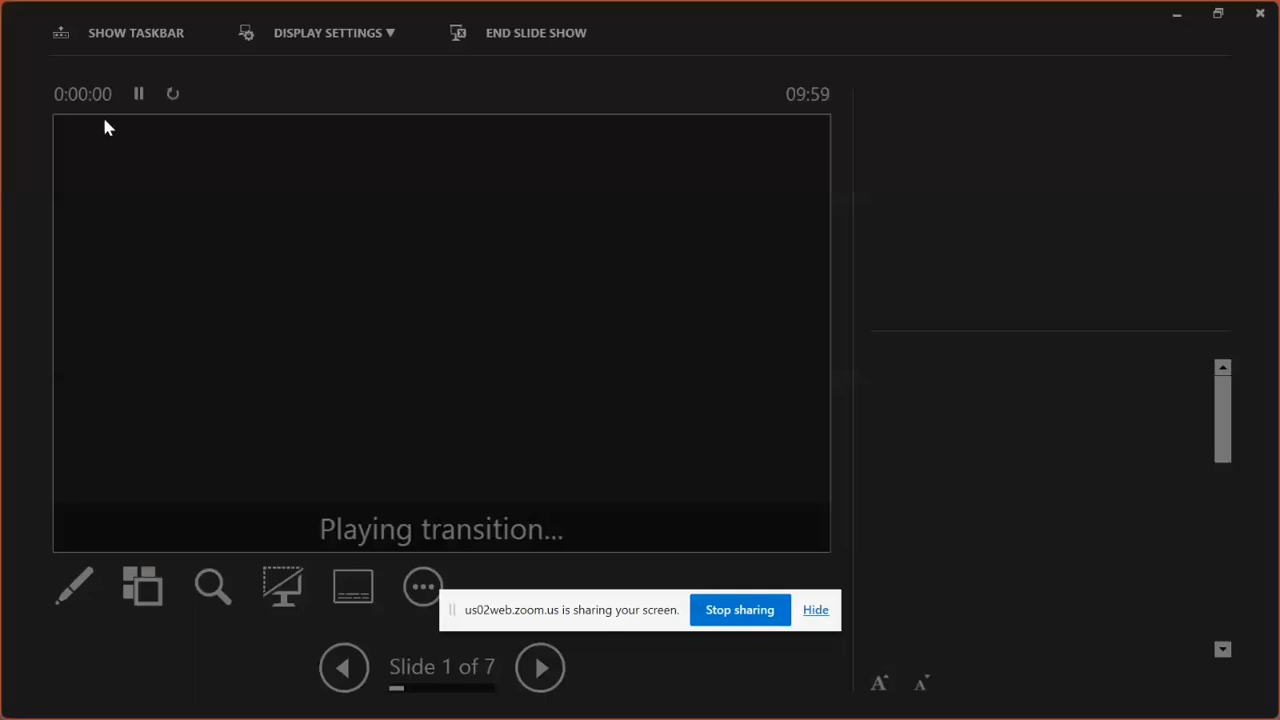 SHOW TASKBAR DISPLAY SETTINGS ▼ END SLIDE SHOW
0:00:00 09:59
Playing transition...
us02web.zoom.us is sharing your screen. Stop sharing Hide
Slide 1 of 7
A A